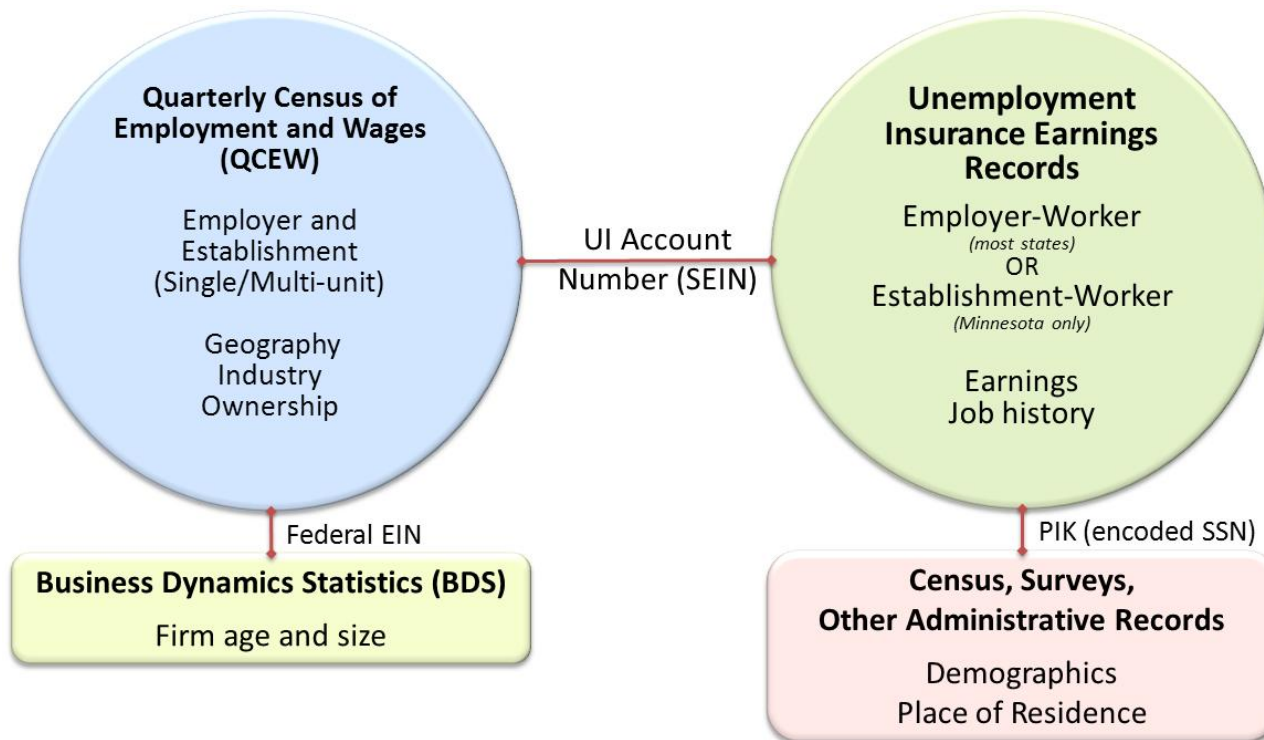 Quarterly Census of
Employment and Wages
(QCEW)
Employer and
Establishment
(Single/Multi-unit)
Geography
Industry
Ownership
UI Account
Number (SEIN)
Unemployment
Insurance Earnings
Records
Employer-Worker
(most states)
OR
Establishment-Worker
(Minnesota only)
Earnings
Job history
Federal EIN
Business Dynamics Statistics (BDS)
Firm age and size
PIK (encoded SSN)
Census, Surveys,
Other Administrative Records
Demographics
Place of Residence